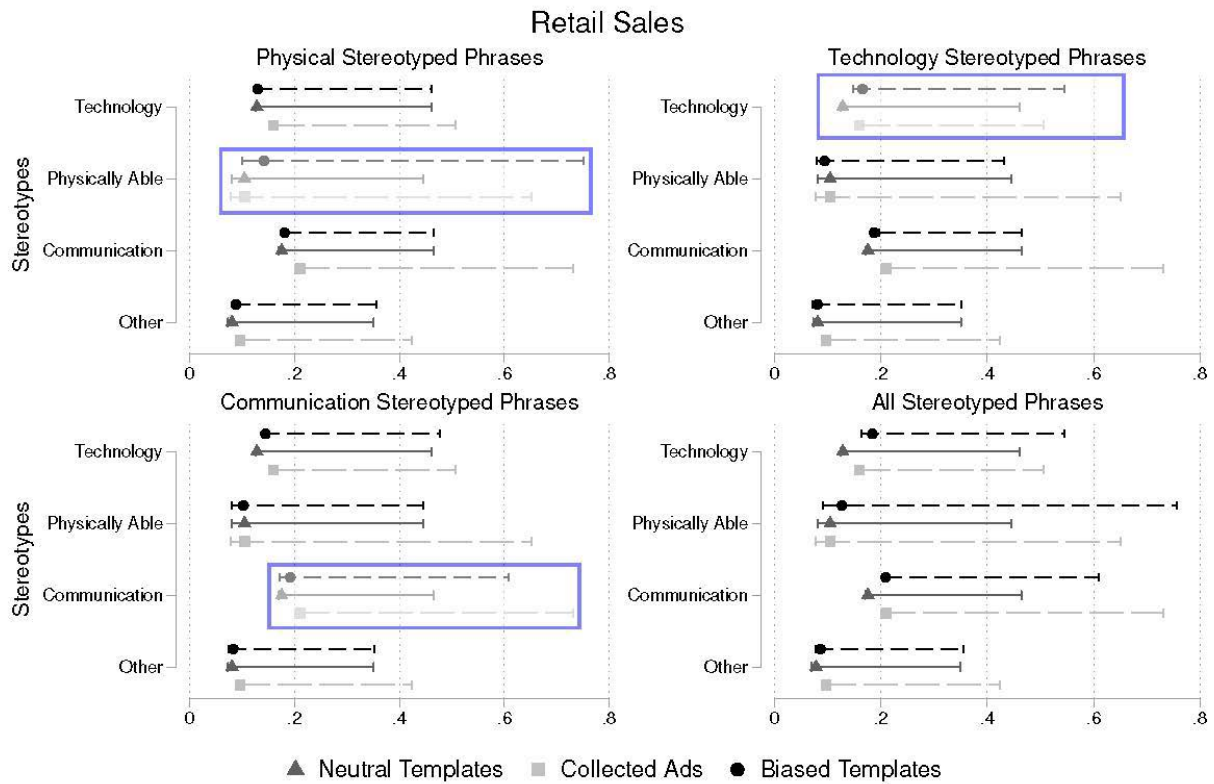 Retail Sales
Physical Stereotyped Phrases
Stereotypes
Technology
Physically Able
Communication
Other
0 .2 .4 .6 .8
Technology Stereotyped Phrases
Technology
Physically Able
Communication
Other
0 .2 .4 .6 .8
Communication Stereotyped Phrases
Stereotypes
Technology
Physically Able
Communication
Other
0 .2 .4 .6 .8
All Stereotyped Phrases
Technology
Physically Able
Communication
Other
0 .2 .4 .6 .8
Neutral Templates Collected Ads Biased Templates